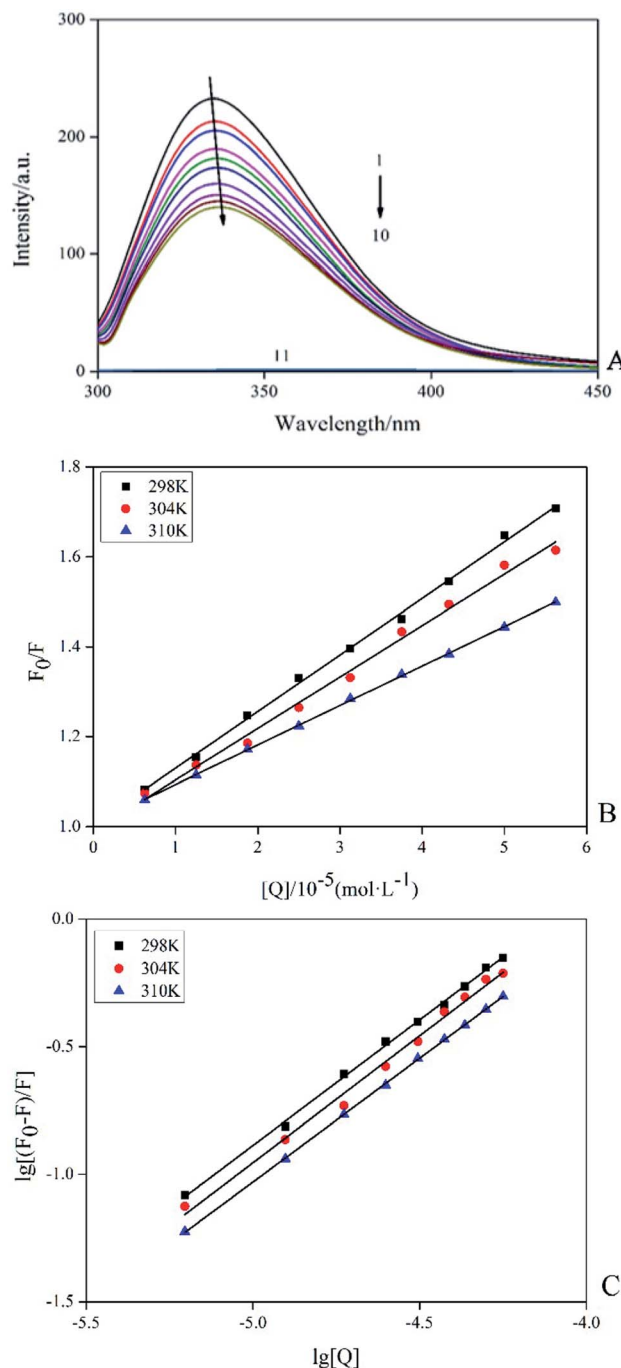 300
200
100
0
Intensity/a.u.
1
10
11
300
350
400
450
Wavelength/nm
A
1.8
1.6
1.4
1.2
1.0
F0/F
298K
304K
310K
0
1
2
3
4
5
6
[Q]/10-5(mol·L-1)
B
0.0
-0.5
-1.0
-1.5
lg[(F0-F)/F]
298K
304K
310K
-5.5
-5.0
-4.5
-4.0
lg[Q]
C